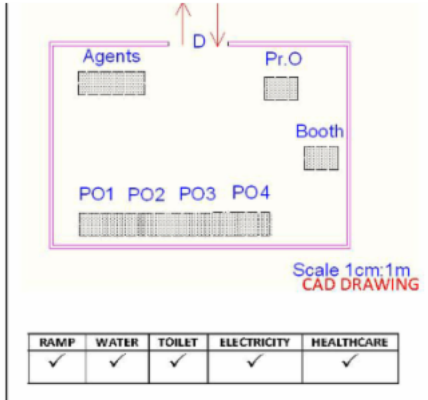 D
Agents Pr.O
Booth
PO1 PO2 PO3 PO4
Scale 1cm:1m
CAD DRAWING
RAMP WATER TOILET ELECTRICITY HEALTHCARE
✓ ✓ ✓ ✓ ✓